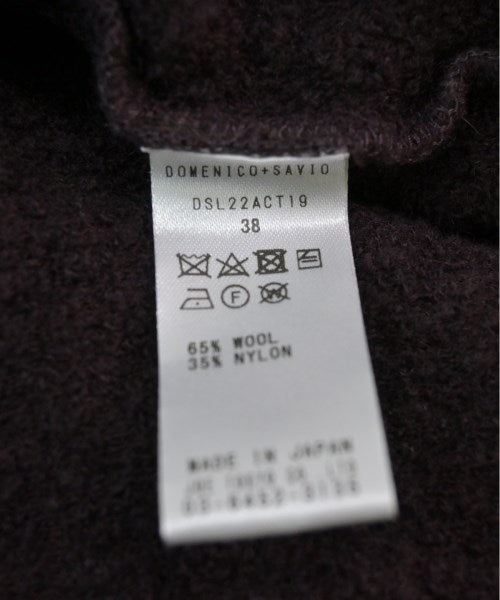 DOMENICO+SAVIO
DSL22ACT19
38
F
W
65% WOOL
35% NYLON
MADE IN JAPAN